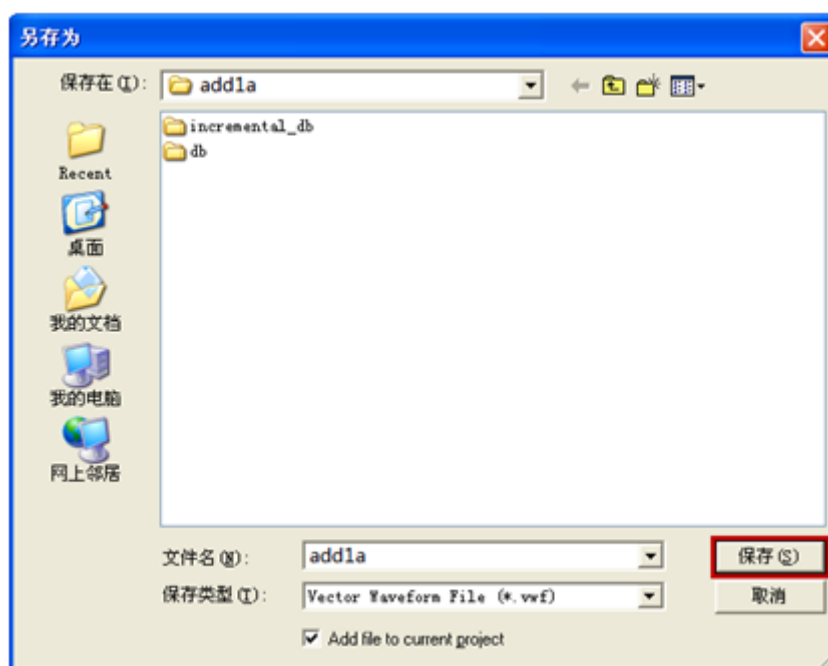 另存为
保存在(I):
add1a
incremental_db
db
Recent
桌面
我的文档
我的电脑
网上邻居
文件名(N):
add1a
保存(S)
保存类型(T):
Vector Waveform File (*.vwf)
取消
Add file to current project